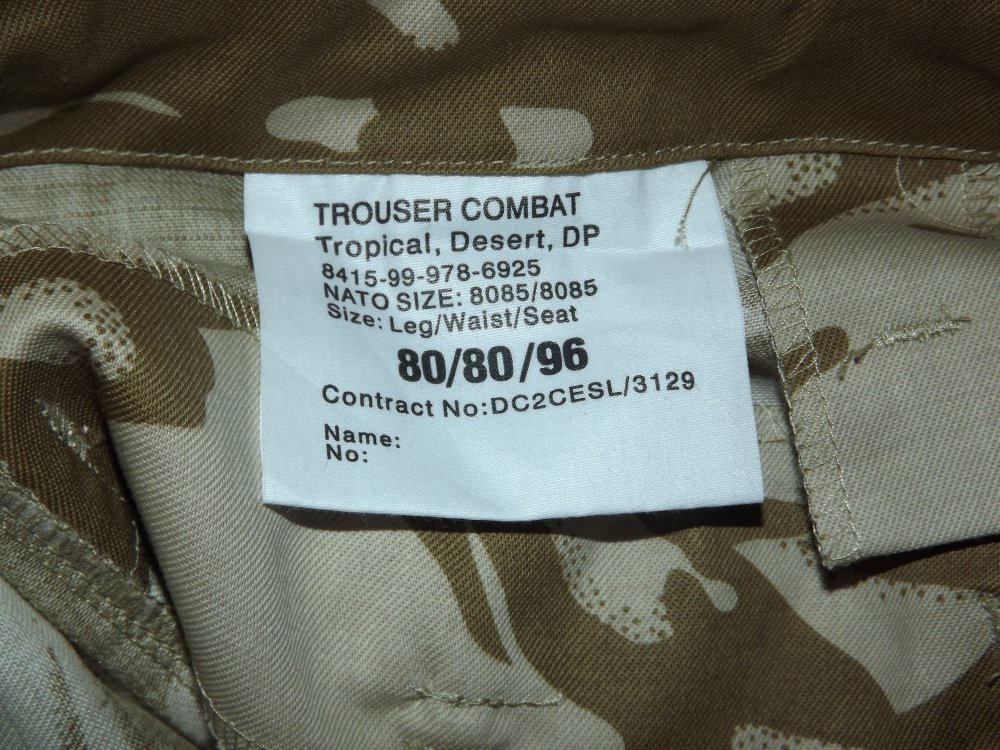 TROUSER COMBAT
Tropical, Desert, DP
8415-99-978-6925
NATO SIZE: 8085/8085
Size: Leg/Waist/Seat
80/80/96
Contract No:DC2CESL/3129
Name:
No: